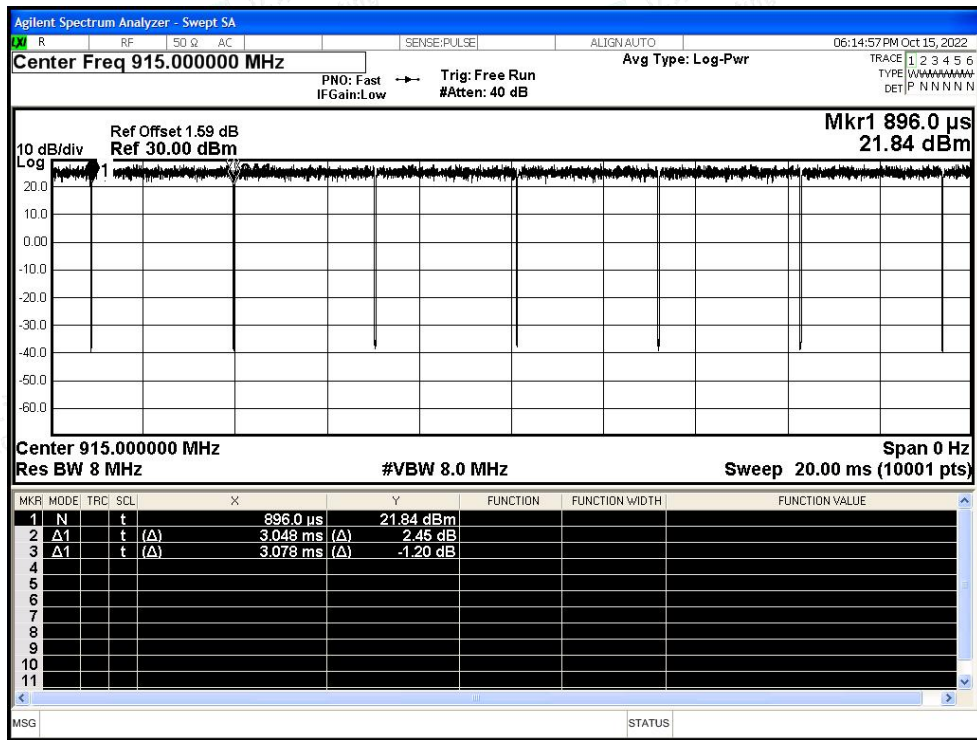 Agilent Spectrum Analyzer - Swept SA
LXI R RF 50 Ω AC SENSE:PULSE ALIGN AUTO 06:14:57 PM Oct 15, 2022
Center Freq 915.000000 MHz
Avg Type: Log-Pwr
TRACE 1 2 3 4 5 6
PNO: Fast Trig: Free Run
TYPE WWWWWW
IFGain:Low #Atten: 40 dB
DET P N N N N N
Mkr1 896.0 µs
Ref Offset 1.59 dB
10 dB/div Ref 30.00 dBm 21.84 dBm
Log
1
20.0
10.0
0.00
-10.0
-20.0
-30.0
-40.0
-50.0
-60.0
Center 915.000000 MHz Span 0 Hz
Res BW 8 MHz #VBW 8.0 MHz Sweep 20.00 ms (10001 pts)
MKR MODE TRC SCL X Y FUNCTION FUNCTION WIDTH FUNCTION VALUE
1 N t 896.0 µs 21.84 dBm
2 Δ1 t (Δ) 3.048 ms (Δ) 2.45 dB
3 Δ1 t (Δ) 3.078 ms (Δ) -1.20 dB
4
5
6
7
8
9
10
11
MSG STATUS